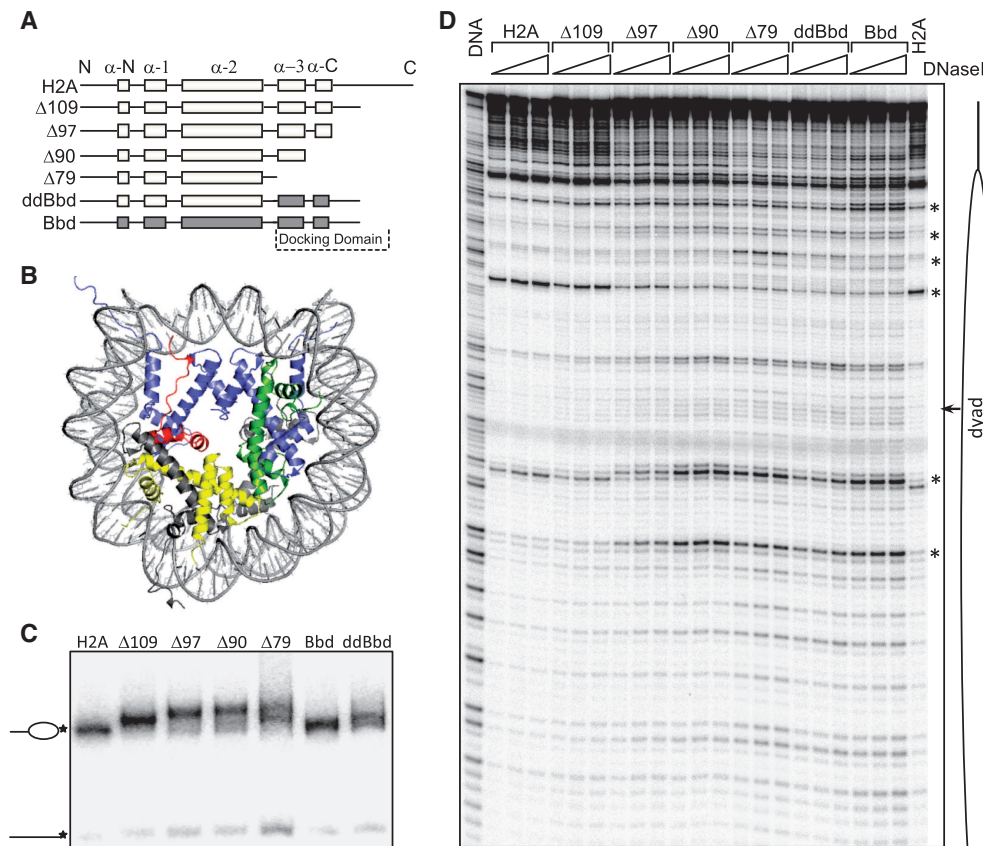 A
N α-N α-1 α-2 α-3 α-C C
H2A
Δ109
Δ97
Δ90
Δ79
ddBbd
Bbd
Docking Domain
B
C
H2A Δ109 Δ97 Δ90 Δ79 Bbd ddBbd
★
★
D
DNA H2A Δ109 Δ97 Δ90 Δ79 ddBbd Bbd H2A
DNaseI
*
*
*
*
dyad
*
*